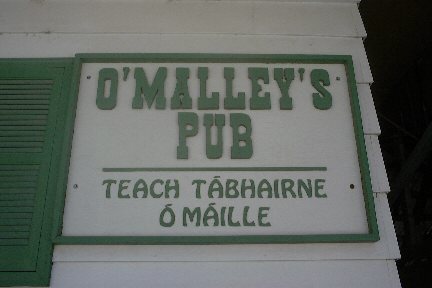 O'MALLEY'S
PUB
TEACH TÁBHAIRNE
Ó MÁILLE